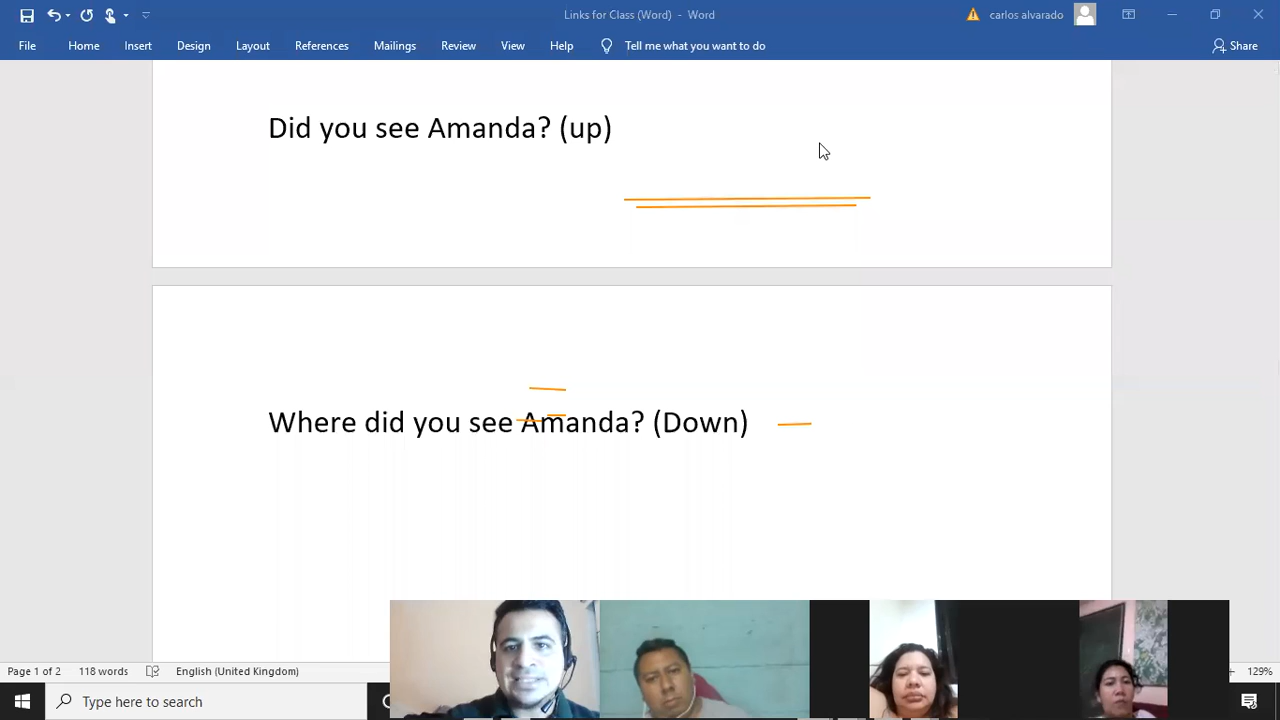 Links for Class (Word) - Word
carlos alvarado
File Home Insert Design Layout References Mailings Review View Help Tell me what you want to do Share
Did you see Amanda? (up)
Where did you see Amanda? (Down)
Page 1 of 2 118 words English (United Kingdom) 129%
Type here to search